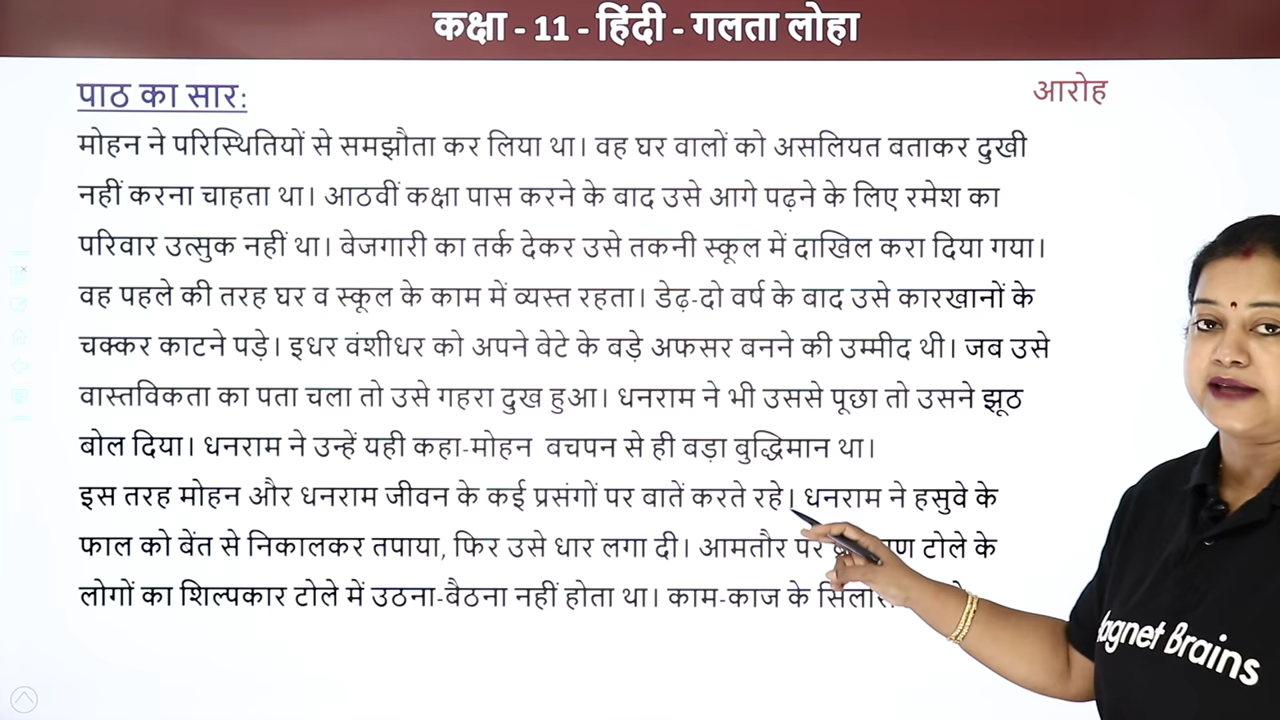 कक्षा - 11 - हिंदी - गलता लोहा
पाठ का सार:
आरोह
मोहन ने परिस्थितियों से समझौता कर लिया था। वह घर वालों को असलियत बताकर दुखी
नहीं करना चाहता था। आठवीं कक्षा पास करने के बाद उसे आगे पढ़ने के लिए रमेश का
परिवार उत्सुक नहीं था। बेजगारी का तर्क देकर उसे तकनी स्कूल में दाखिल करा दिया गया।
वह पहले की तरह घर व स्कूल के काम में व्यस्त रहता। डेढ़-दो वर्ष के बाद उसे कारखानों के
चक्कर काटने पड़े। इधर वंशीधर को अपने बेटे के बड़े अफसर बनने की उम्मीद थी। जब उसे
वास्तविकता का पता चला तो उसे गहरा दुख हुआ। धनराम ने भी उससे पूछा तो उसने झूठ
बोल दिया। धनराम ने उन्हें यही कहा-मोहन बचपन से ही बड़ा बुद्धिमान था।
इस तरह मोहन और धनराम जीवन के कई प्रसंगों पर बातें करते रहे। धनराम ने हसुवे के
फाल को बेंत से निकालकर तपाया, फिर उसे धार लगा दी। आमतौर पर टोले के
लोगों का शिल्पकार टोले में उठना-बैठना नहीं होता था। काम-काज के
agnet Brains